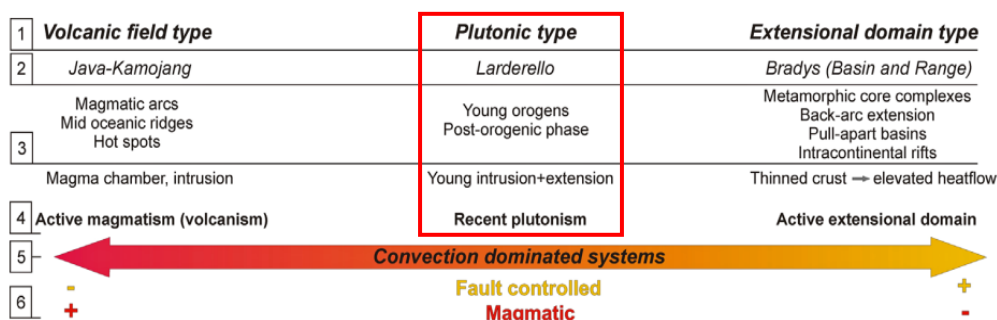 1 Volcanic field type Plutonic type Extensional domain type
2 Java-Kamojang Larderello Bradys (Basin and Range)
3
Magmatic arcs
Mid oceanic ridges
Hot spots
Young orogens
Post-orogenic phase
Metamorphic core complexes
Back-arc extension
Pull-apart basins
Intracontinental rifts
Magma chamber, intrusion Young intrusion+extension Thinned crust → elevated heatflow
4 Active magmatism (volcanism) Recent plutonism Active extensional domain
5 Convection dominated systems
6
- Fault controlled +
+ Magmatic -